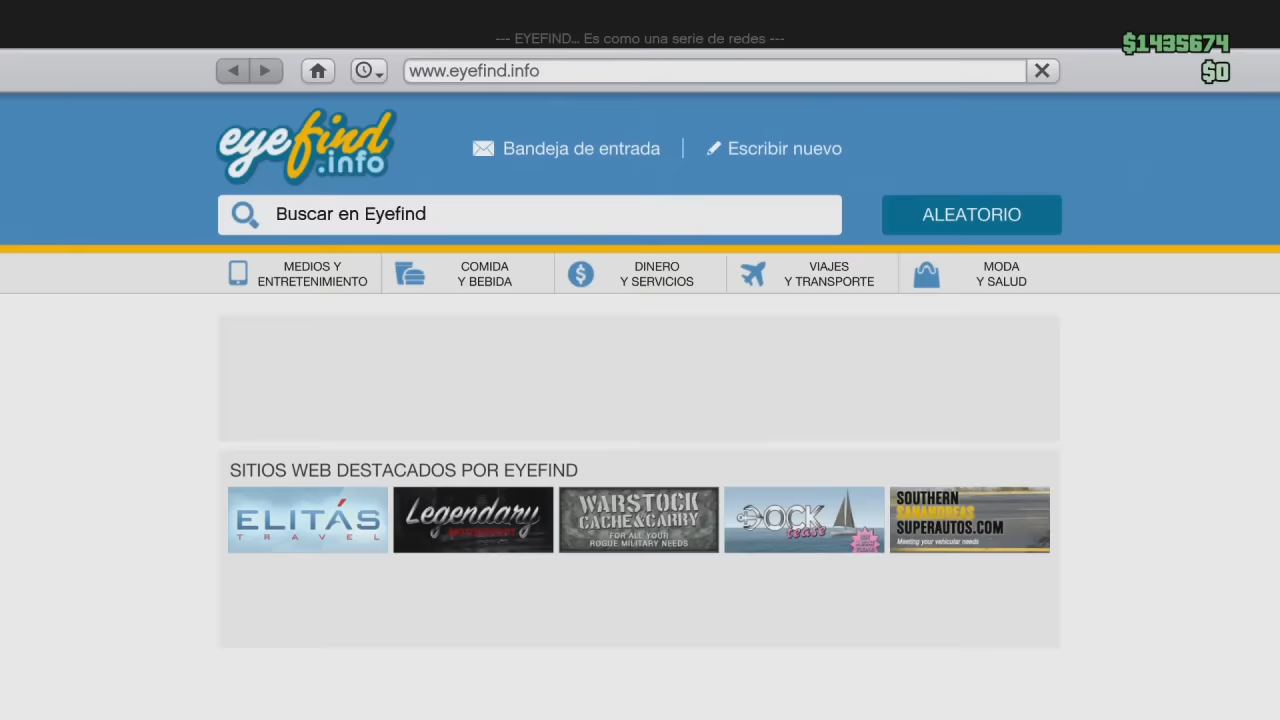 --- EYEFIND... Es como una serie de redes ---
$1435674
$0
www.eyefind.info
eyefind
.info
Bandeja de entrada
Escribir nuevo
Buscar en Eyefind
ALEATORIO
MEDIOS Y
ENTRETENIMIENTO
COMIDA
Y BEBIDA
DINERO
Y SERVICIOS
VIAJES
Y TRANSPORTE
MODA
Y SALUD
SITIOS WEB DESTACADOS POR EYEFIND
ELITÁS
TRAVEL
Legendary
MOTORSPORT
WARSTOCK
CACHE&CARRY
FOR ALL YOUR
ROGUE MILITARY NEEDS
DOCK
tease
SOUTHERN
SANANDREAS
SUPERAUTOS.COM
Meeting your vehicular needs